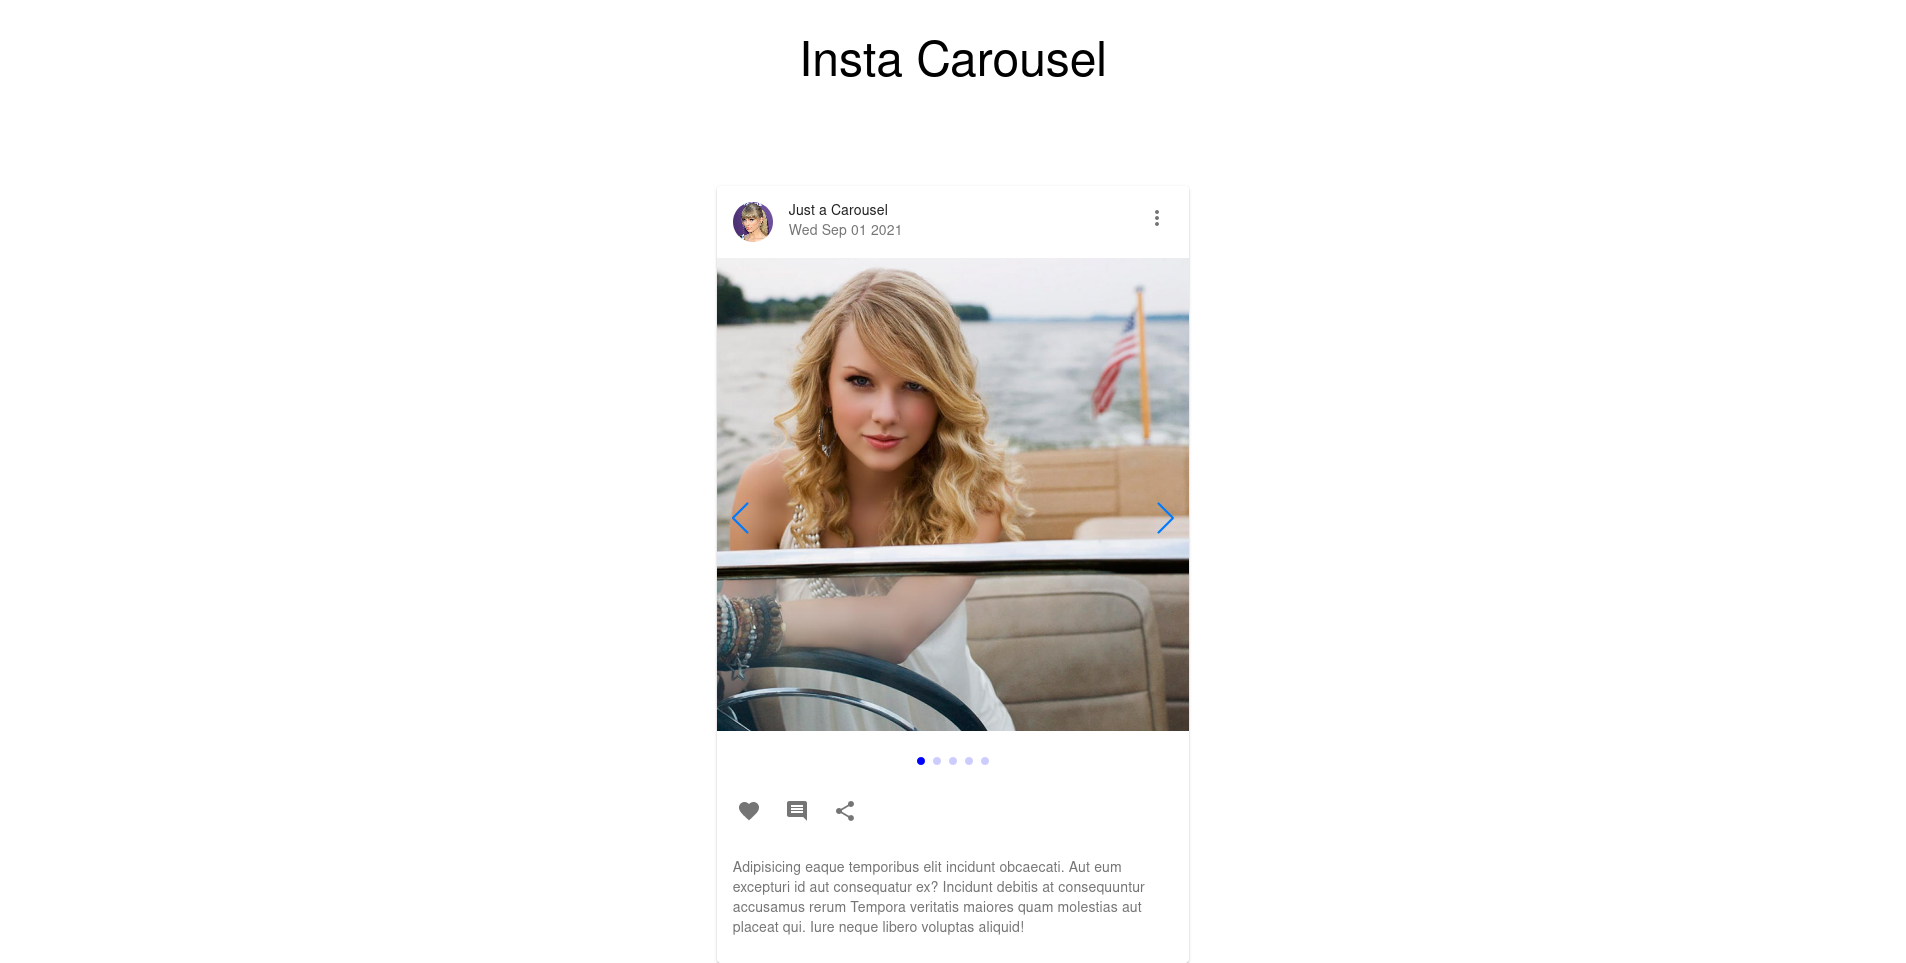 Insta Carousel
Just a Carousel
Wed Sep 01 2021
Adipisicing eaque temporibus elit incidunt obcaecati. Aut eum
excepturi id aut consequatur ex? Incidunt debitis at consequuntur
accusamus rerum Tempora veritatis maiores quam molestias aut
placeat qui. Iure neque libero voluptas aliquid!